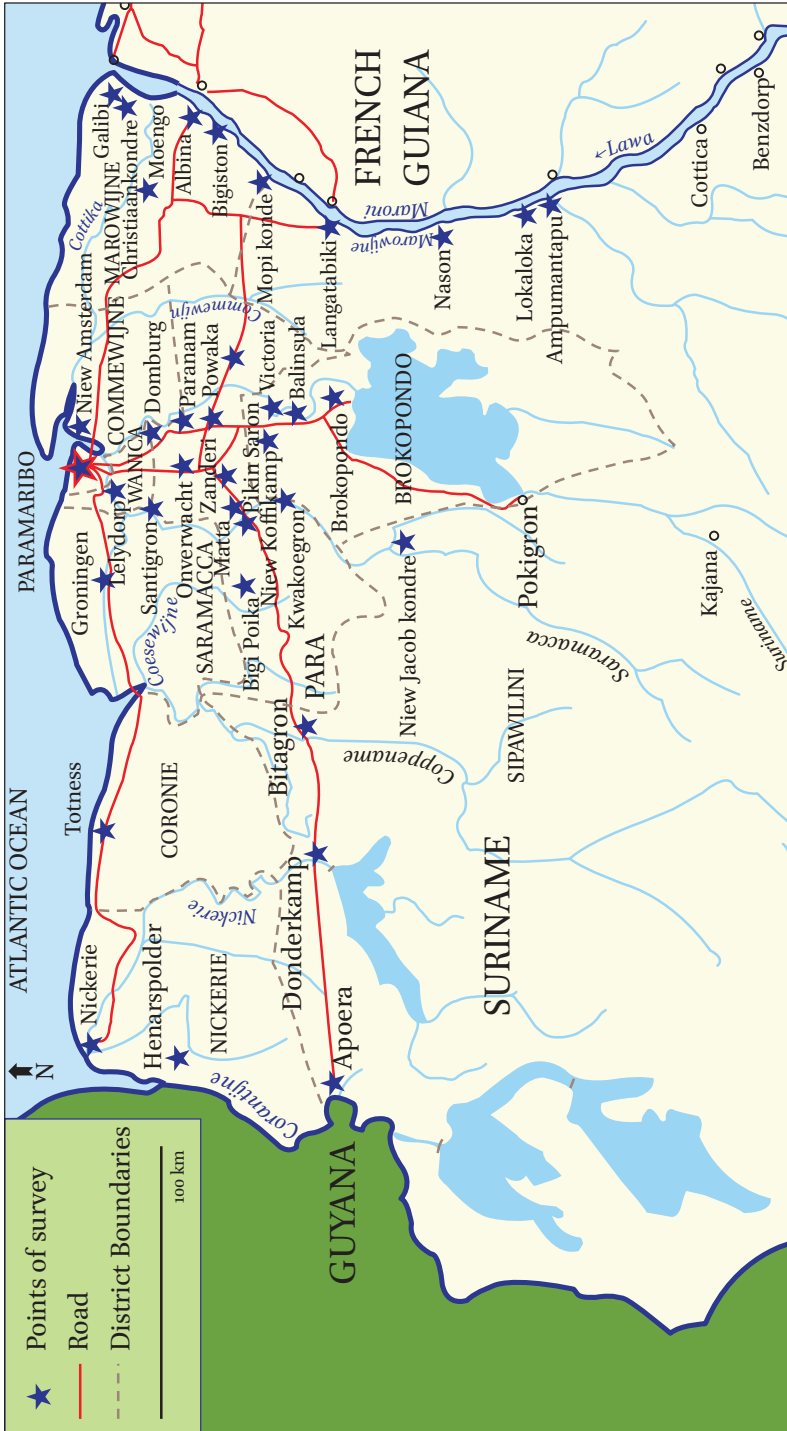 Points of survey
Road
District Boundaries
100 km
N
ATLANTIC OCEAN
PARAMARIBO
Nickerie
Totness
Groningen
Niew Amsterdam
Cottika
Galibi
Henarspolder
Lelydorp
COMMEWIJNE
MAROWIJNE
Christiaankondre
WANICA
Domburg
Moengo
NICKERIE
CORONIE
Coesewijne
Santigron
Onverwacht
Paranam
Albina
Nickerie
SARAMACCA
Zanderi
Powaka
Commewijn
Bigiston
Corantijne
Matta
Bigi Poika
Pikin Saron
Victoria
Mopi konde
Niew Koffikamp
Balinsula
Donderkamp
Bitagron
Kwakoegron
PARA
Brokopondo
Langatabiki
Apoera
GUYANA
FRENCH
GUIANA
Coppename
Niew Jacob kondre
BROKOPONDO
Marowijne
Maroni
Nason
SURINAME
SIPAWILINI
Saramacca
Pokigron
Lokaloka
Ampumantapu
←Lawa
Kajana
Suriname
Cottica
Benzdorp